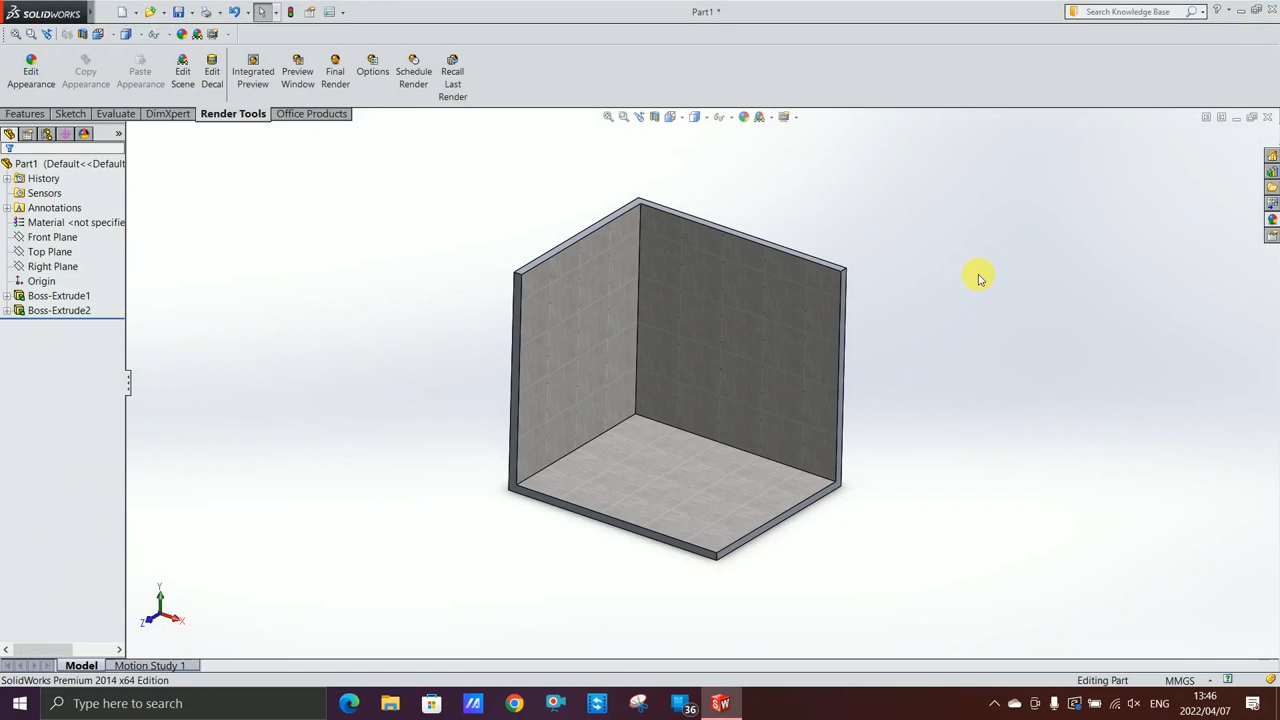 SOLIDWORKS
Part1 *
Search Knowledge Base
Edit Appearance
Copy Appearance
Paste Appearance
Edit Scene
Edit Decal
Integrated Preview
Preview Window
Final Render
Options
Schedule Render
Recall Last Render
Features
Sketch
Evaluate
DimXpert
Render Tools
Office Products
Part1 (Default<<Default
History
Sensors
Annotations
Material <not specifie
Front Plane
Top Plane
Right Plane
Origin
Boss-Extrude1
Boss-Extrude2
Y
Z
X
Model
Motion Study 1
SolidWorks Premium 2014 x64 Edition
Editing Part
MMGS
Type here to search
36
ENG
13:46
2022/04/07